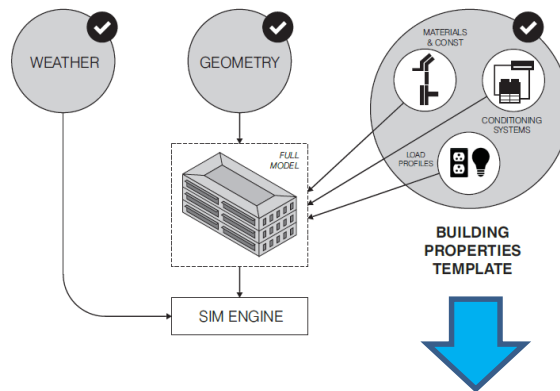 WEATHER
GEOMETRY
MATERIALS
& CONST
CONDITIONING
SYSTEMS
LOAD
PROFILES
FULL
MODEL
BUILDING
PROPERTIES
TEMPLATE
SIM ENGINE